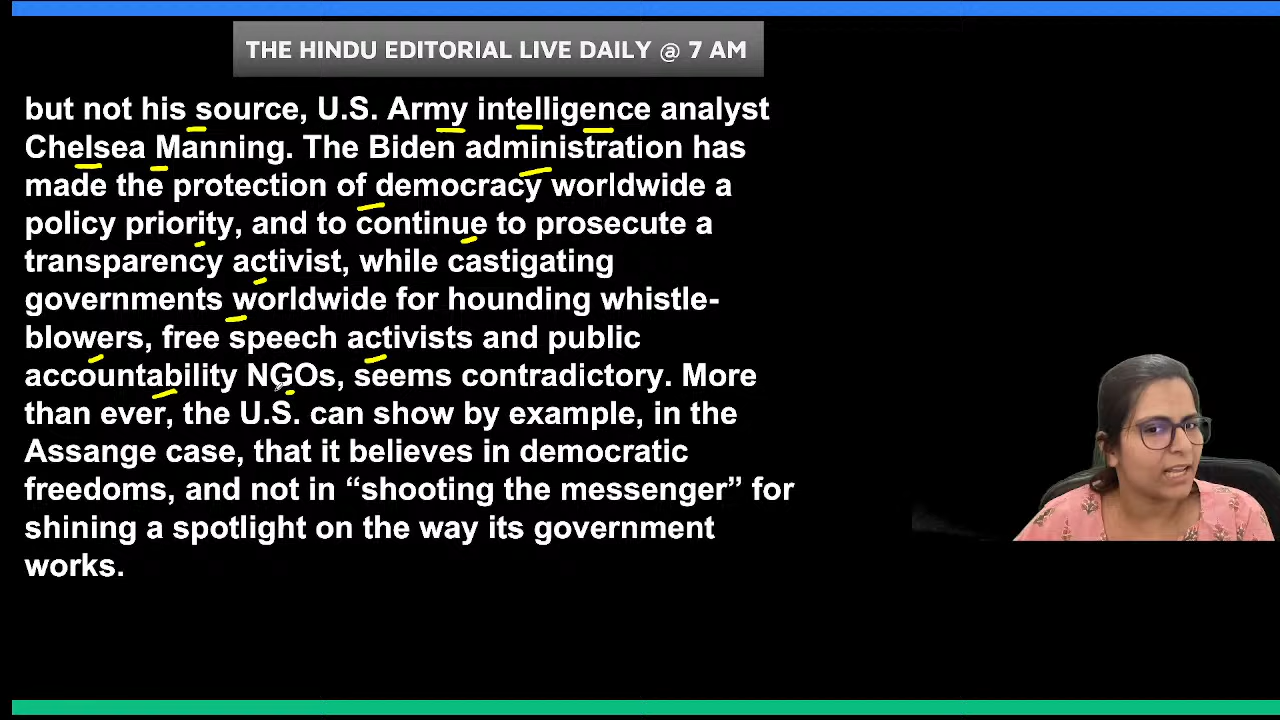 THE HINDU EDITORIAL LIVE DAILY @ 7 AM
but not his source, U.S. Army intelligence analyst
Chelsea Manning. The Biden administration has
made the protection of democracy worldwide a
policy priority, and to continue to prosecute a
transparency activist, while castigating
governments worldwide for hounding whistle-
blowers, free speech activists and public
accountability NGOs, seems contradictory. More
than ever, the U.S. can show by example, in the
Assange case, that it believes in democratic
freedoms, and not in “shooting the messenger” for
shining a spotlight on the way its government
works.